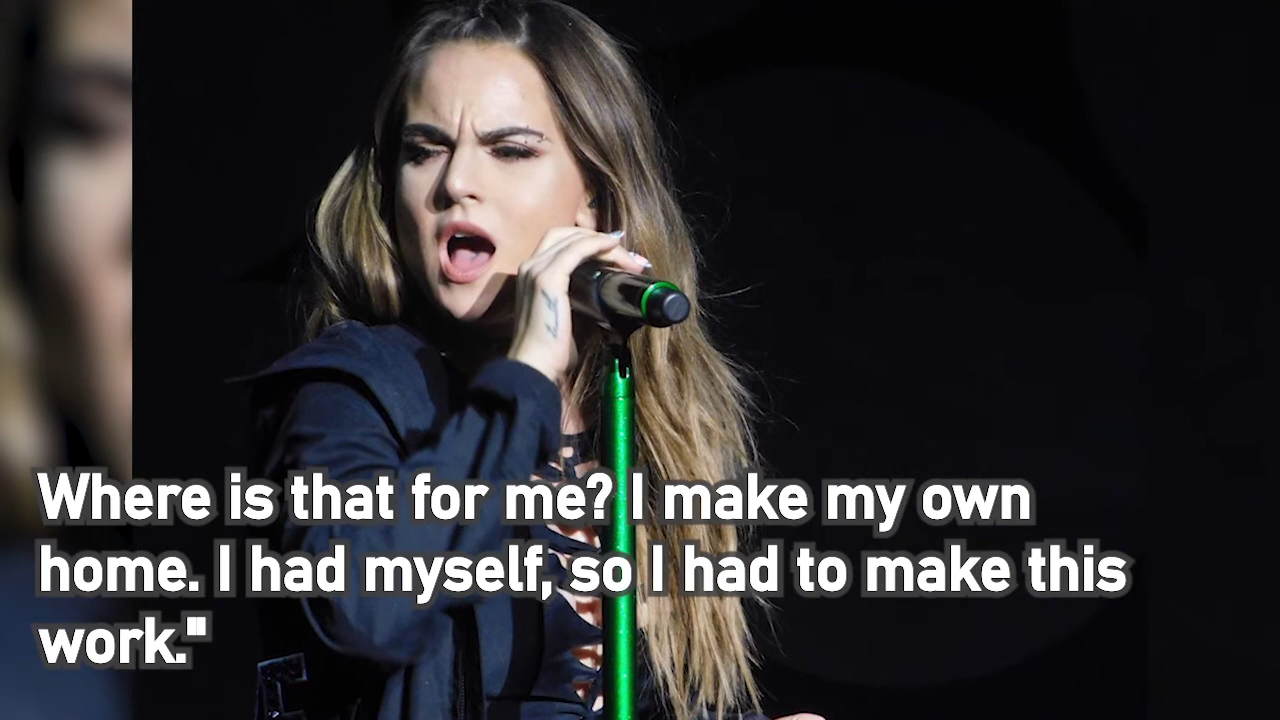 Where is that for me? I make my own
home. I had myself, so I had to make this
work."